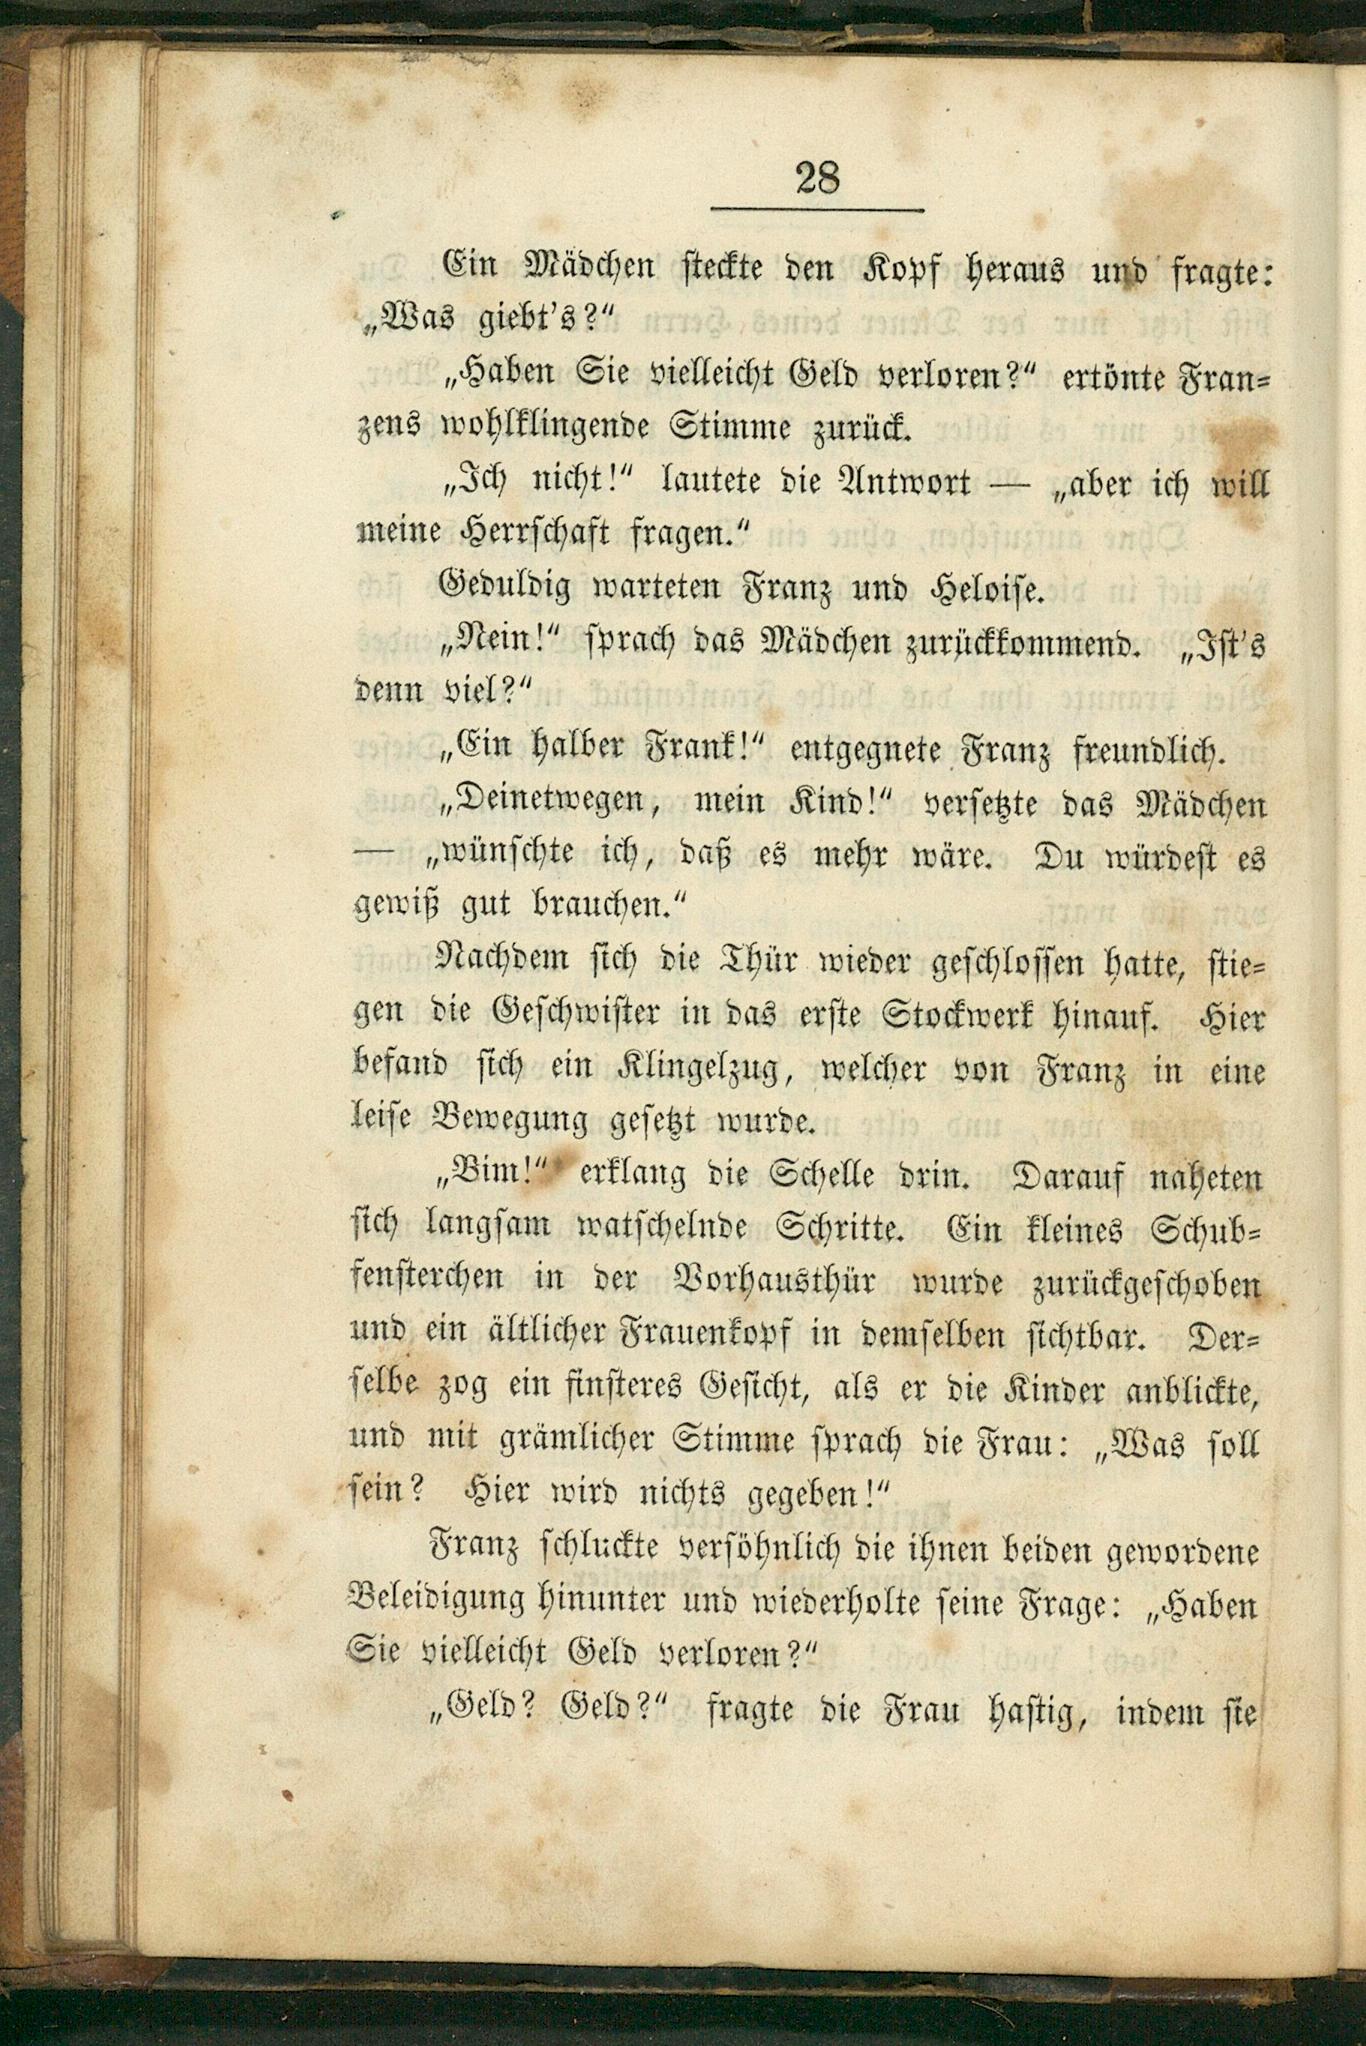 28
Ein Mädchen steckte den Kopf heraus und fragte:
„Was giebt's?“
„Haben Sie vielleicht Geld verloren?“ ertönte Fran-
zens wohlklingende Stimme zurück.
„Ich nicht!“ lautete die Antwort — „aber ich will
meine Herrschaft fragen.“
Geduldig warteten Franz und Heloise.
„Nein!“ sprach das Mädchen zurückkommend. „Ist's
denn viel?“
„Ein halber Frank!“ entgegnete Franz freundlich.
„Deinetwegen, mein Kind!“ versetzte das Mädchen
— „wünschte ich, daß es mehr wäre. Du würdest es
gewiß gut brauchen.“
Nachdem sich die Thür wieder geschlossen hatte, stie-
gen die Geschwister in das erste Stockwerk hinauf. Hier
befand sich ein Klingelzug, welcher von Franz in eine
leise Bewegung gesetzt wurde.
„Bim!“ erklang die Schelle drin. Darauf naheten
sich langsam watschelnde Schritte. Ein kleines Schub-
fensterchen in der Vorhausthür wurde zurückgeschoben
und ein ältlicher Frauenkopf in demselben sichtbar. Der-
selbe zog ein finsteres Gesicht, als er die Kinder anblickte,
und mit grämlicher Stimme sprach die Frau: „Was soll
sein? Hier wird nichts gegeben!“
Franz schluckte versöhnlich die ihnen beiden gewordene
Beleidigung hinunter und wiederholte seine Frage: „Haben
Sie vielleicht Geld verloren?“
„Geld? Geld?“ fragte die Frau hastig, indem sie